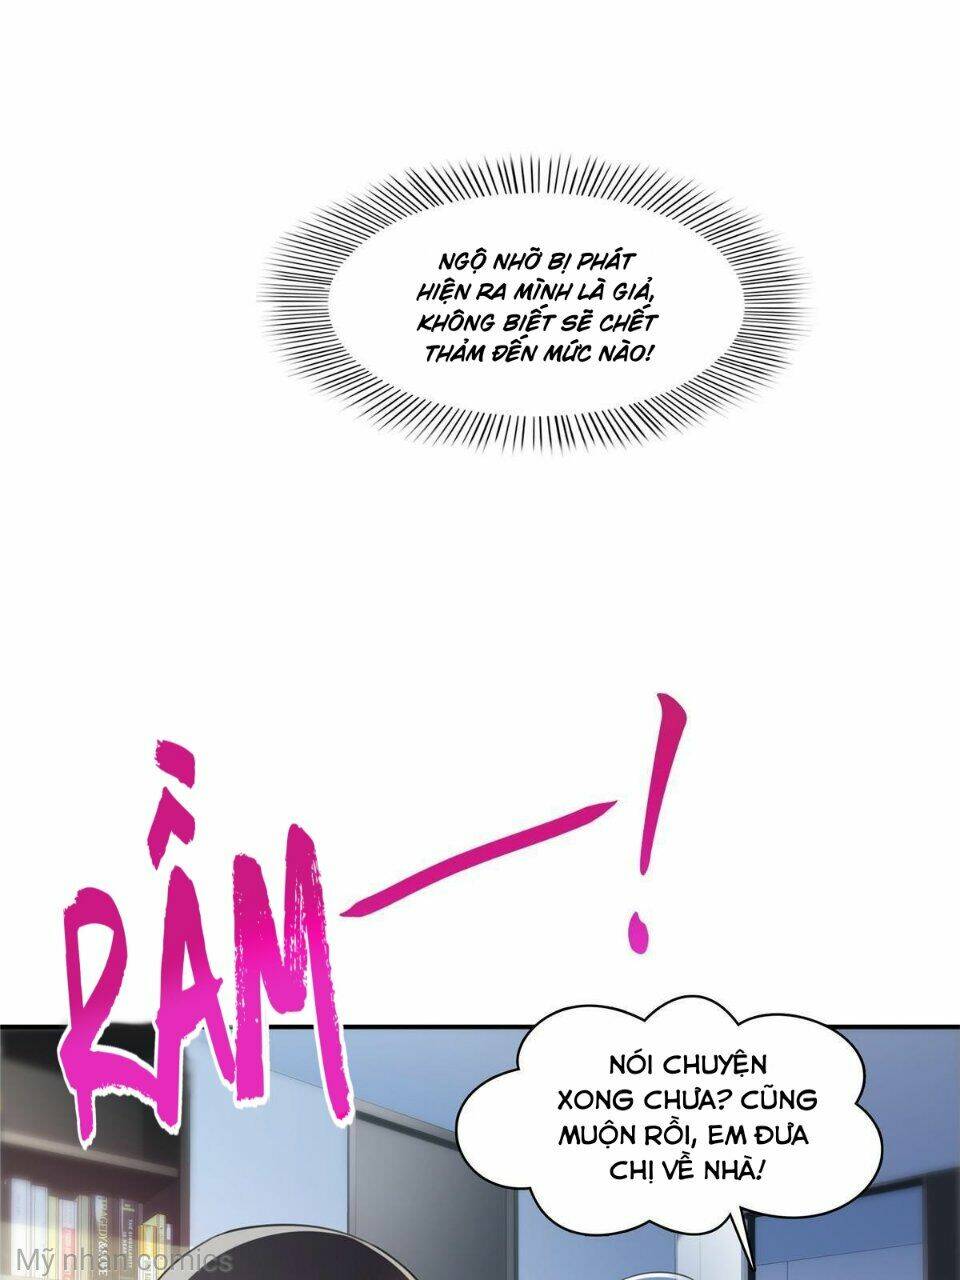 NGỘ NHỠ BỊ PHÁT
HIỆN RA MÌNH LÀ GIẢ,
KHÔNG BIẾT SẼ CHẾT
THẢM ĐẾN MỨC NÀO!
RẦM—!
NÓI CHUYỆN
XONG CHƯA? CŨNG
MUỘN RỒI, EM ĐƯA
CHỊ VỀ NHÀ!
Mỹ nhan comics